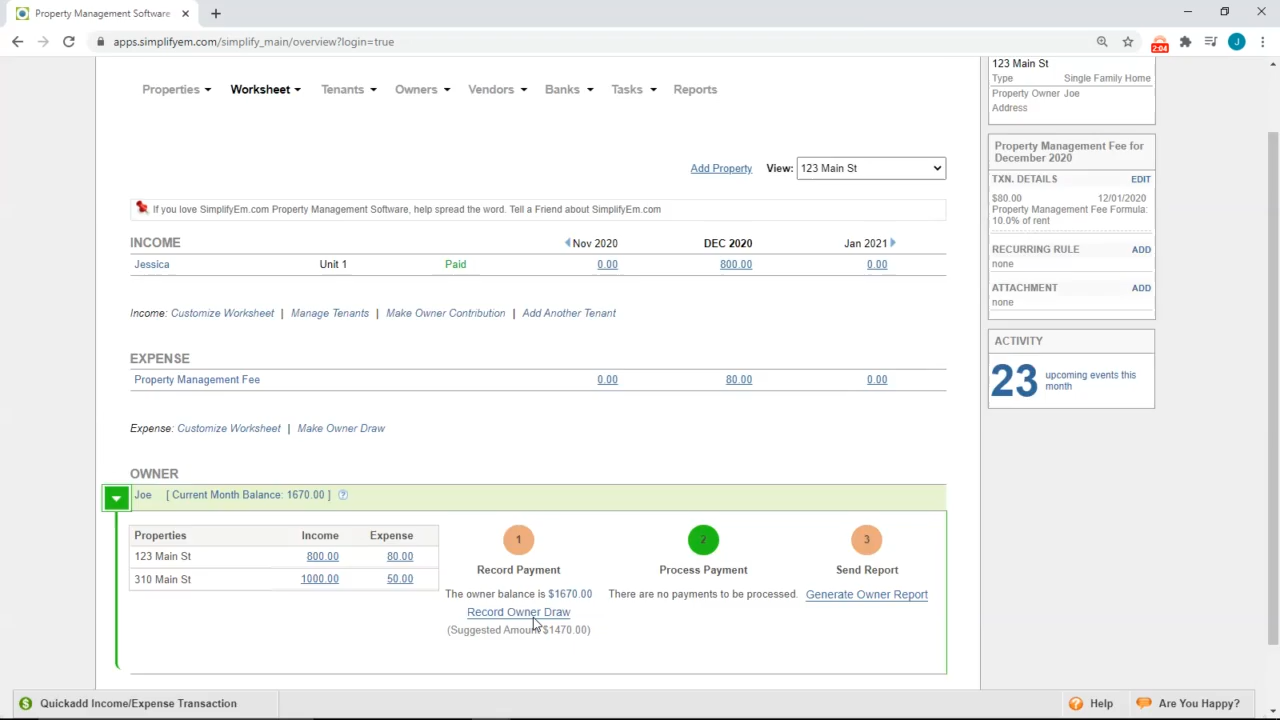 Property Management Software
apps.simplifyem.com/simplify_main/overview?login=true
2:04
J
Properties Worksheet Tenants Owners Vendors Banks Tasks Reports
Add Property View: 123 Main St
If you love SimplifyEm.com Property Management Software, help spread the word. Tell a Friend about SimplifyEm.com
INCOME Nov 2020 DEC 2020 Jan 2021
Jessica Unit 1 Paid 0.00 800.00 0.00
Income: Customize Worksheet | Manage Tenants | Make Owner Contribution | Add Another Tenant
EXPENSE
Property Management Fee 0.00 80.00 0.00
Expense: Customize Worksheet | Make Owner Draw
OWNER
Joe [ Current Month Balance: 1670.00 ] ?
Properties Income Expense
123 Main St 800.00 80.00
310 Main St 1000.00 50.00
1
Record Payment
The owner balance is $1670.00
Record Owner Draw
(Suggested Amount $1470.00)
2
Process Payment
There are no payments to be processed.
3
Send Report
Generate Owner Report
123 Main St
Type Single Family Home
Property Owner Joe
Address
Property Management Fee for
December 2020
TXN. DETAILS EDIT
$80.00 12/01/2020
Property Management Fee Formula:
10.0% of rent
RECURRING RULE ADD
none
ATTACHMENT ADD
none
ACTIVITY
23
upcoming events this
month
$ Quickadd Income/Expense Transaction
? Help
Are You Happy?